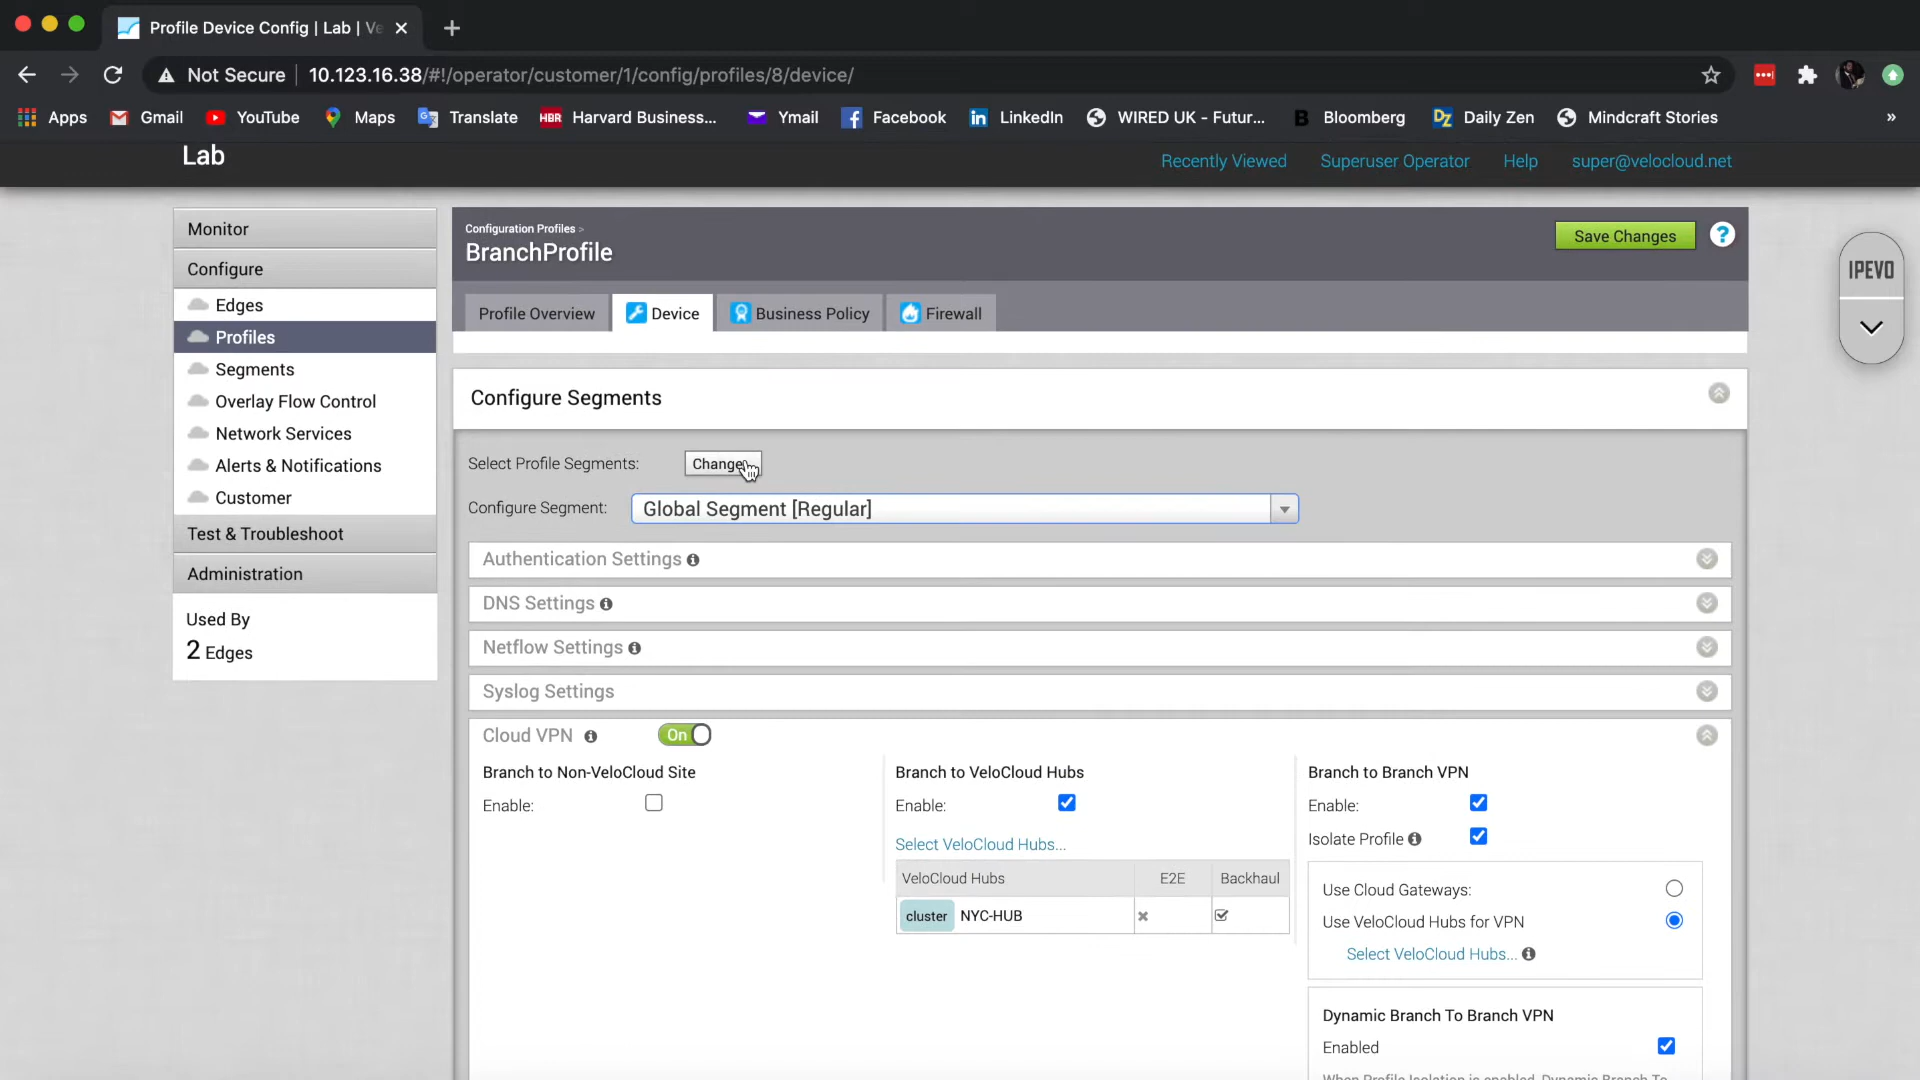 Profile Device Config | Lab | Ve
Not Secure
10.123.16.38/#!/operator/customer/1/config/profiles/8/device/
Apps
Gmail
YouTube
Maps
Translate
HBR
Harvard Business...
Ymail
Facebook
LinkedIn
WIRED UK - Futur...
B
Bloomberg
DZ
Daily Zen
Mindcraft Stories
»
Lab
Recently Viewed
Superuser Operator
Help
super@velocloud.net
Monitor
Configure
Edges
Profiles
Segments
Overlay Flow Control
Network Services
Alerts & Notifications
Customer
Test & Troubleshoot
Administration
Used By
2 Edges
Configuration Profiles >
BranchProfile
Save Changes
?
Profile Overview
Device
Business Policy
Firewall
IPEVO
Configure Segments
Select Profile Segments:
Change
Configure Segment:
Global Segment [Regular]
Authentication Settings
DNS Settings
Netflow Settings
Syslog Settings
Cloud VPN
On
Branch to Non-VeloCloud Site
Enable:
Branch to VeloCloud Hubs
Enable:
Select VeloCloud Hubs...
VeloCloud Hubs
E2E
Backhaul
cluster NYC-HUB
Branch to Branch VPN
Enable:
Isolate Profile
Use Cloud Gateways:
Use VeloCloud Hubs for VPN
Select VeloCloud Hubs...
Dynamic Branch To Branch VPN
Enabled
When Profile Isolation is enabled, Dynamic Branch To